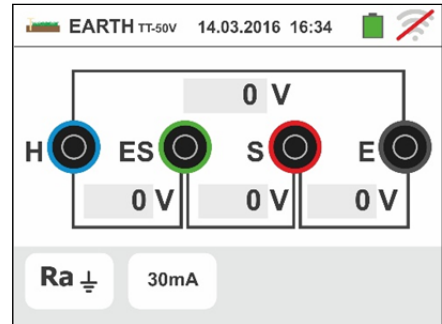 EARTH TT-50V 14.03.2016 16:34
0 V
H ES S E
0 V 0 V 0 V
Ra 30mA